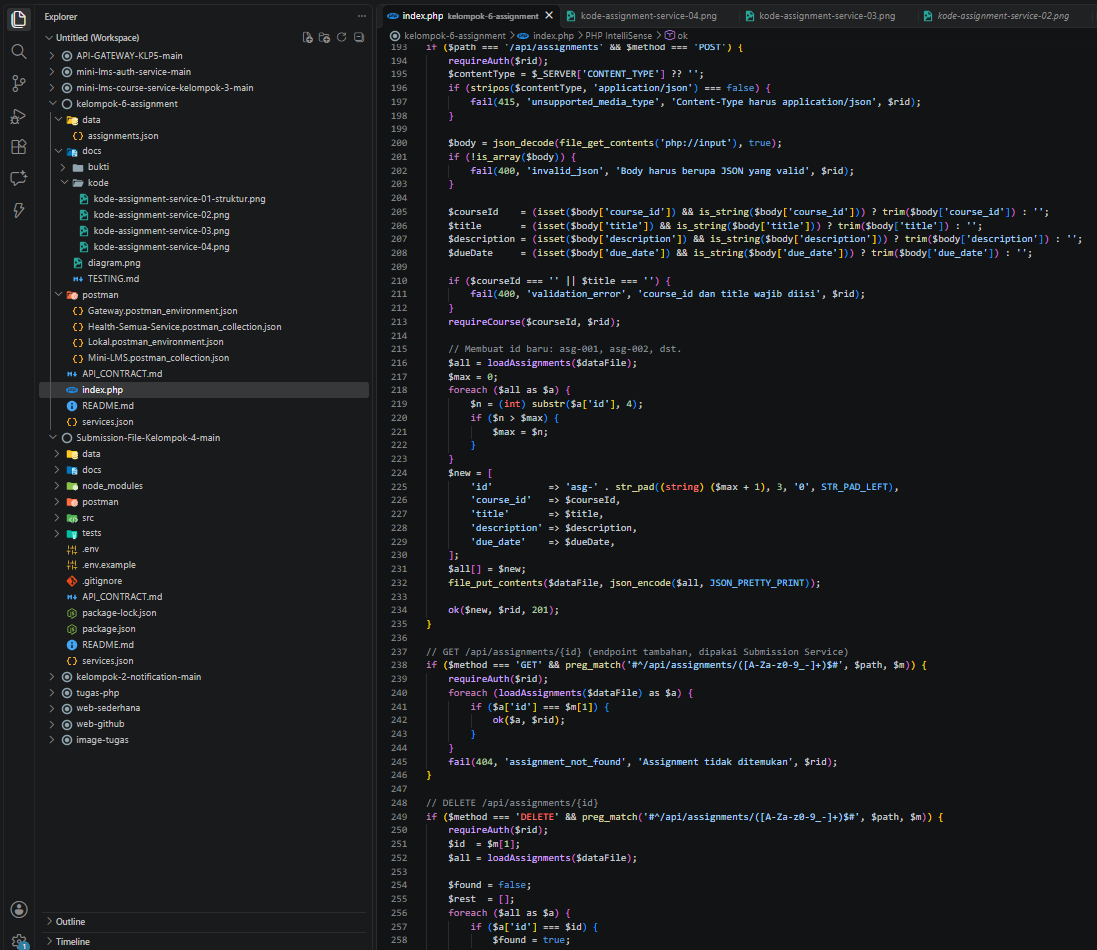 Explorer
Untitled (Workspace)
API-GATEWAY-KLP5-main
mini-lms-auth-service-main
mini-lms-course-service-kelompok-3-main
kelompok-6-assignment
data
assignments.json
docs
bukti
kode
kode-assignment-service-01-struktur.png
kode-assignment-service-02.png
kode-assignment-service-03.png
kode-assignment-service-04.png
diagram.png
TESTING.md
postman
Gateway.postman_environment.json
Health-Semua-Service.postman_collection.json
Lokal.postman_environment.json
Mini-LMS.postman_collection.json
API_CONTRACT.md
index.php
README.md
services.json
Submission-File-Kelompok-4-main
data
docs
node_modules
postman
src
tests
.env
.env.example
.gitignore
API_CONTRACT.md
package-lock.json
package.json
README.md
services.json
kelompok-2-notification-main
tugas-php
web-sederhana
web-github
image-tugas
Outline
Timeline
index.php kelompok-6-assignment
kode-assignment-service-04.png
kode-assignment-service-03.png
kode-assignment-service-02.png
kelompok-6-assignment > index.php > PHP IntelliSense > ok
193 if ($path === '/api/assignments' && $method === 'POST') {
194 requireAuth($rid);
195 $contentType = $_SERVER['CONTENT_TYPE'] ?? '';
196 if (stripos($contentType, 'application/json') === false) {
197 fail(415, 'unsupported_media_type', 'Content-Type harus application/json', $rid);
198 }
199
200 $body = json_decode(file_get_contents('php://input'), true);
201 if (!is_array($body)) {
202 fail(400, 'invalid_json', 'Body harus berupa JSON yang valid', $rid);
203 }
204
205 $courseId = (isset($body['course_id']) && is_string($body['course_id'])) ? trim($body['course_id']) : '';
206 $title = (isset($body['title']) && is_string($body['title'])) ? trim($body['title']) : '';
207 $description = (isset($body['description']) && is_string($body['description'])) ? trim($body['description']) : '';
208 $dueDate = (isset($body['due_date']) && is_string($body['due_date'])) ? trim($body['due_date']) : '';
209
210 if ($courseId === '' || $title === '') {
211 fail(400, 'validation_error', 'course_id dan title wajib diisi', $rid);
212 }
213 requireCourse($courseId, $rid);
214
215 // Membuat id baru: asg-001, asg-002, dst.
216 $all = loadAssignments($dataFile);
217 $max = 0;
218 foreach ($all as $a) {
219 $n = (int) substr($a['id'], 4);
220 if ($n > $max) {
221 $max = $n;
222 }
223 }
224 $new = [
225 'id' => 'asg-' . str_pad((string) ($max + 1), 3, '0', STR_PAD_LEFT),
226 'course_id' => $courseId,
227 'title' => $title,
228 'description' => $description,
229 'due_date' => $dueDate,
230 ];
231 $all[] = $new;
232 file_put_contents($dataFile, json_encode($all, JSON_PRETTY_PRINT));
233
234 ok($new, $rid, 201);
235 }
236
237 // GET /api/assignments/{id} (endpoint tambahan, dipakai Submission Service)
238 if ($method === 'GET' && preg_match('#^/api/assignments/([A-Za-z0-9_-]+)$#', $path, $m)) {
239 requireAuth($rid);
240 foreach (loadAssignments($dataFile) as $a) {
241 if ($a['id'] === $m[1]) {
242 ok($a, $rid);
243 }
244 }
245 fail(404, 'assignment_not_found', 'Assignment tidak ditemukan', $rid);
246 }
247
248 // DELETE /api/assignments/{id}
249 if ($method === 'DELETE' && preg_match('#^/api/assignments/([A-Za-z0-9_-]+)$#', $path, $m)) {
250 requireAuth($rid);
251 $id = $m[1];
252 $all = loadAssignments($dataFile);
253
254 $found = false;
255 $rest = [];
256 foreach ($all as $a) {
257 if ($a['id'] === $id) {
258 $found = true;